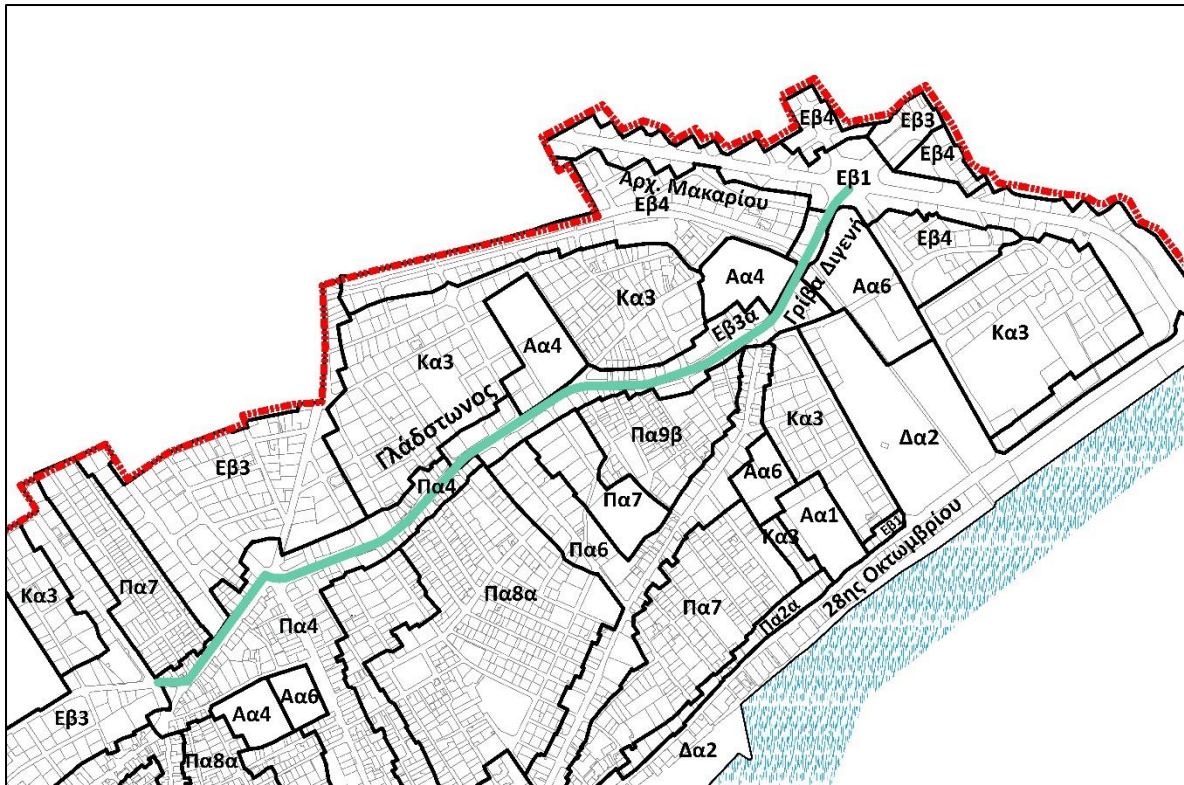 Εβ4
Εβ3
Εβ4
Εβ1
Αρχ. Μακαρίου
Εβ4
Γρίβα Διγενή
Εβ4
Αα4
Αα6
Κα3
Εβ3α
Κα3
Αα4
Κα3
Κα3
Γλάδστωνος
Πα9β
Δα2
Εβ3
Αα6
Πα4
Πα7
Αα1
Εβ1
Κα3
Πα6
28ης Οκτωμβρίου
Κα3
Πα7
Πα8α
Πα7
Πα2α
Πα4
Αα6
Αα4
Εβ3
Πα8α
Δα2